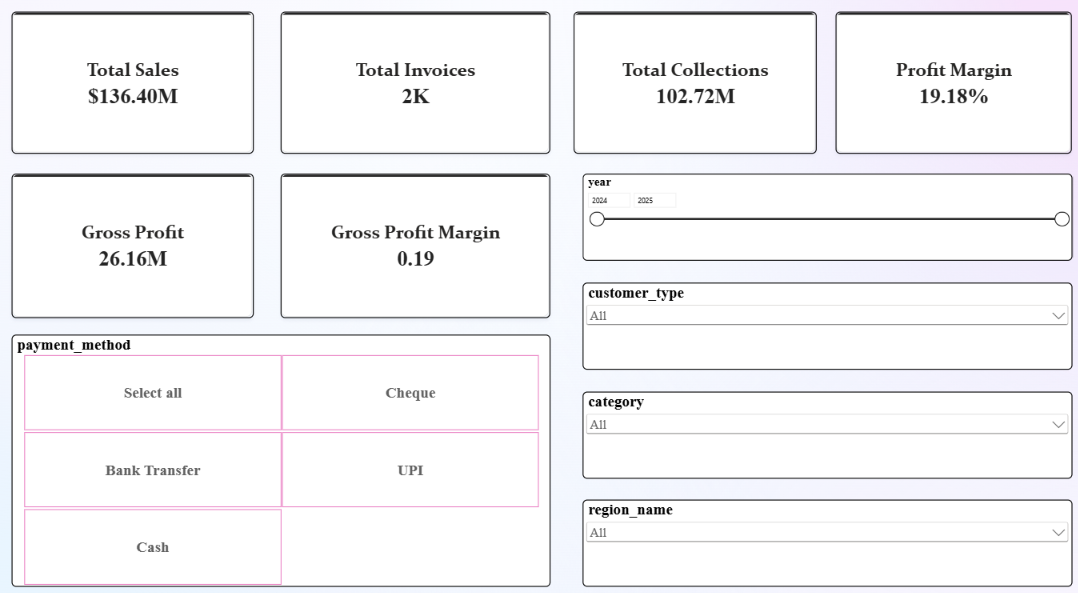 Total Sales
$136.40M
Total Invoices
2K
Total Collections
102.72M
Profit Margin
19.18%
Gross Profit
26.16M
Gross Profit Margin
0.19
year
2024
2025
customer_type
All
category
All
region_name
All
payment_method
Select all
Cheque
Bank Transfer
UPI
Cash